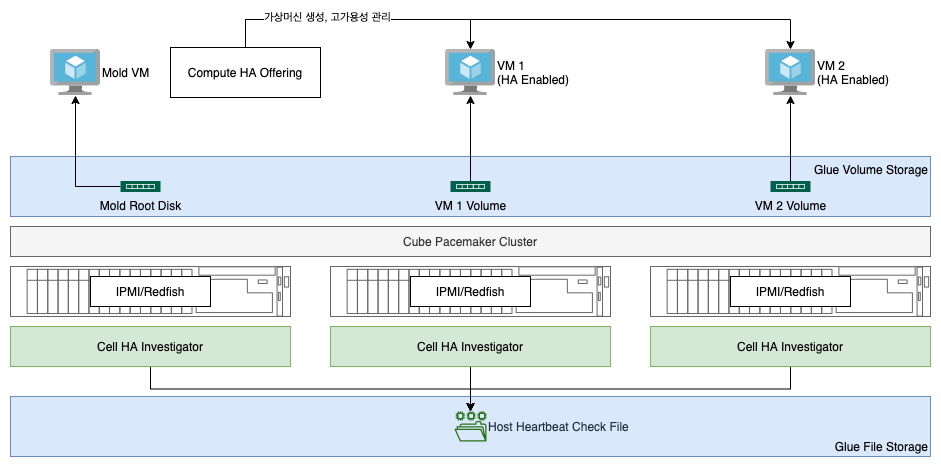 가상머신 생성, 고가용성 관리
Mold VM
Compute HA Offering
VM 1
(HA Enabled)
VM 2
(HA Enabled)
Glue Volume Storage
Mold Root Disk
VM 1 Volume
VM 2 Volume
Cube Pacemaker Cluster
IPMI/Redfish
IPMI/Redfish
IPMI/Redfish
Cell HA Investigator
Cell HA Investigator
Cell HA Investigator
Host Heartbeat Check File
Glue File Storage